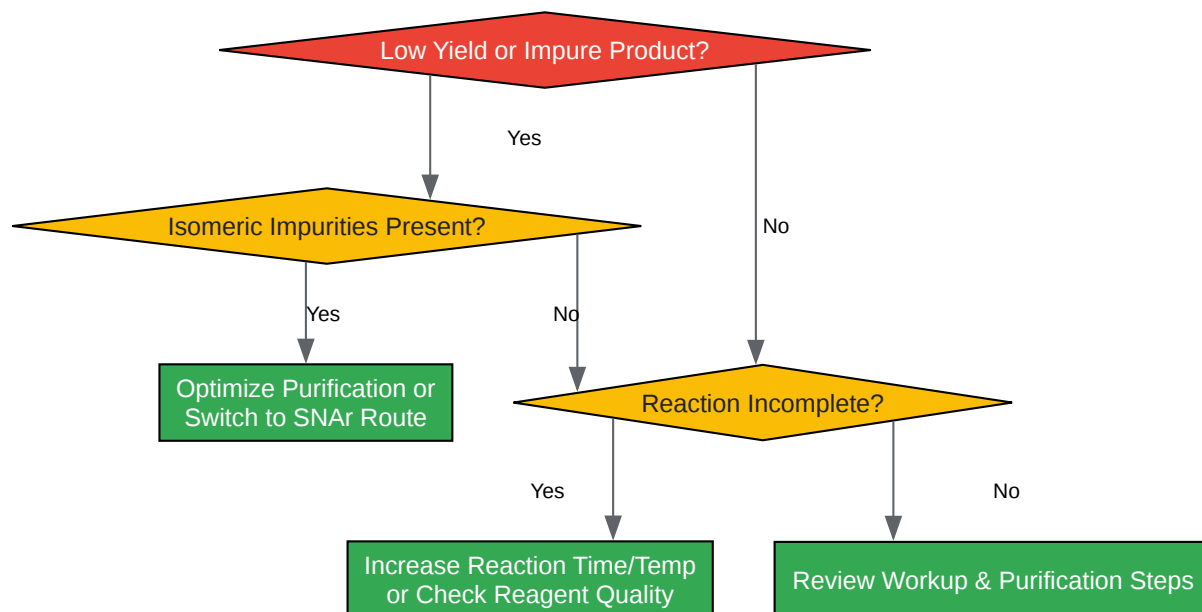 Low Yield or Impure Product?
Yes
No
Isomeric Impurities Present?
Yes
No
Optimize Purification or
Switch to SNAr Route
Reaction Incomplete?
Yes
No
Increase Reaction Time/Temp
or Check Reagent Quality
Review Workup & Purification Steps